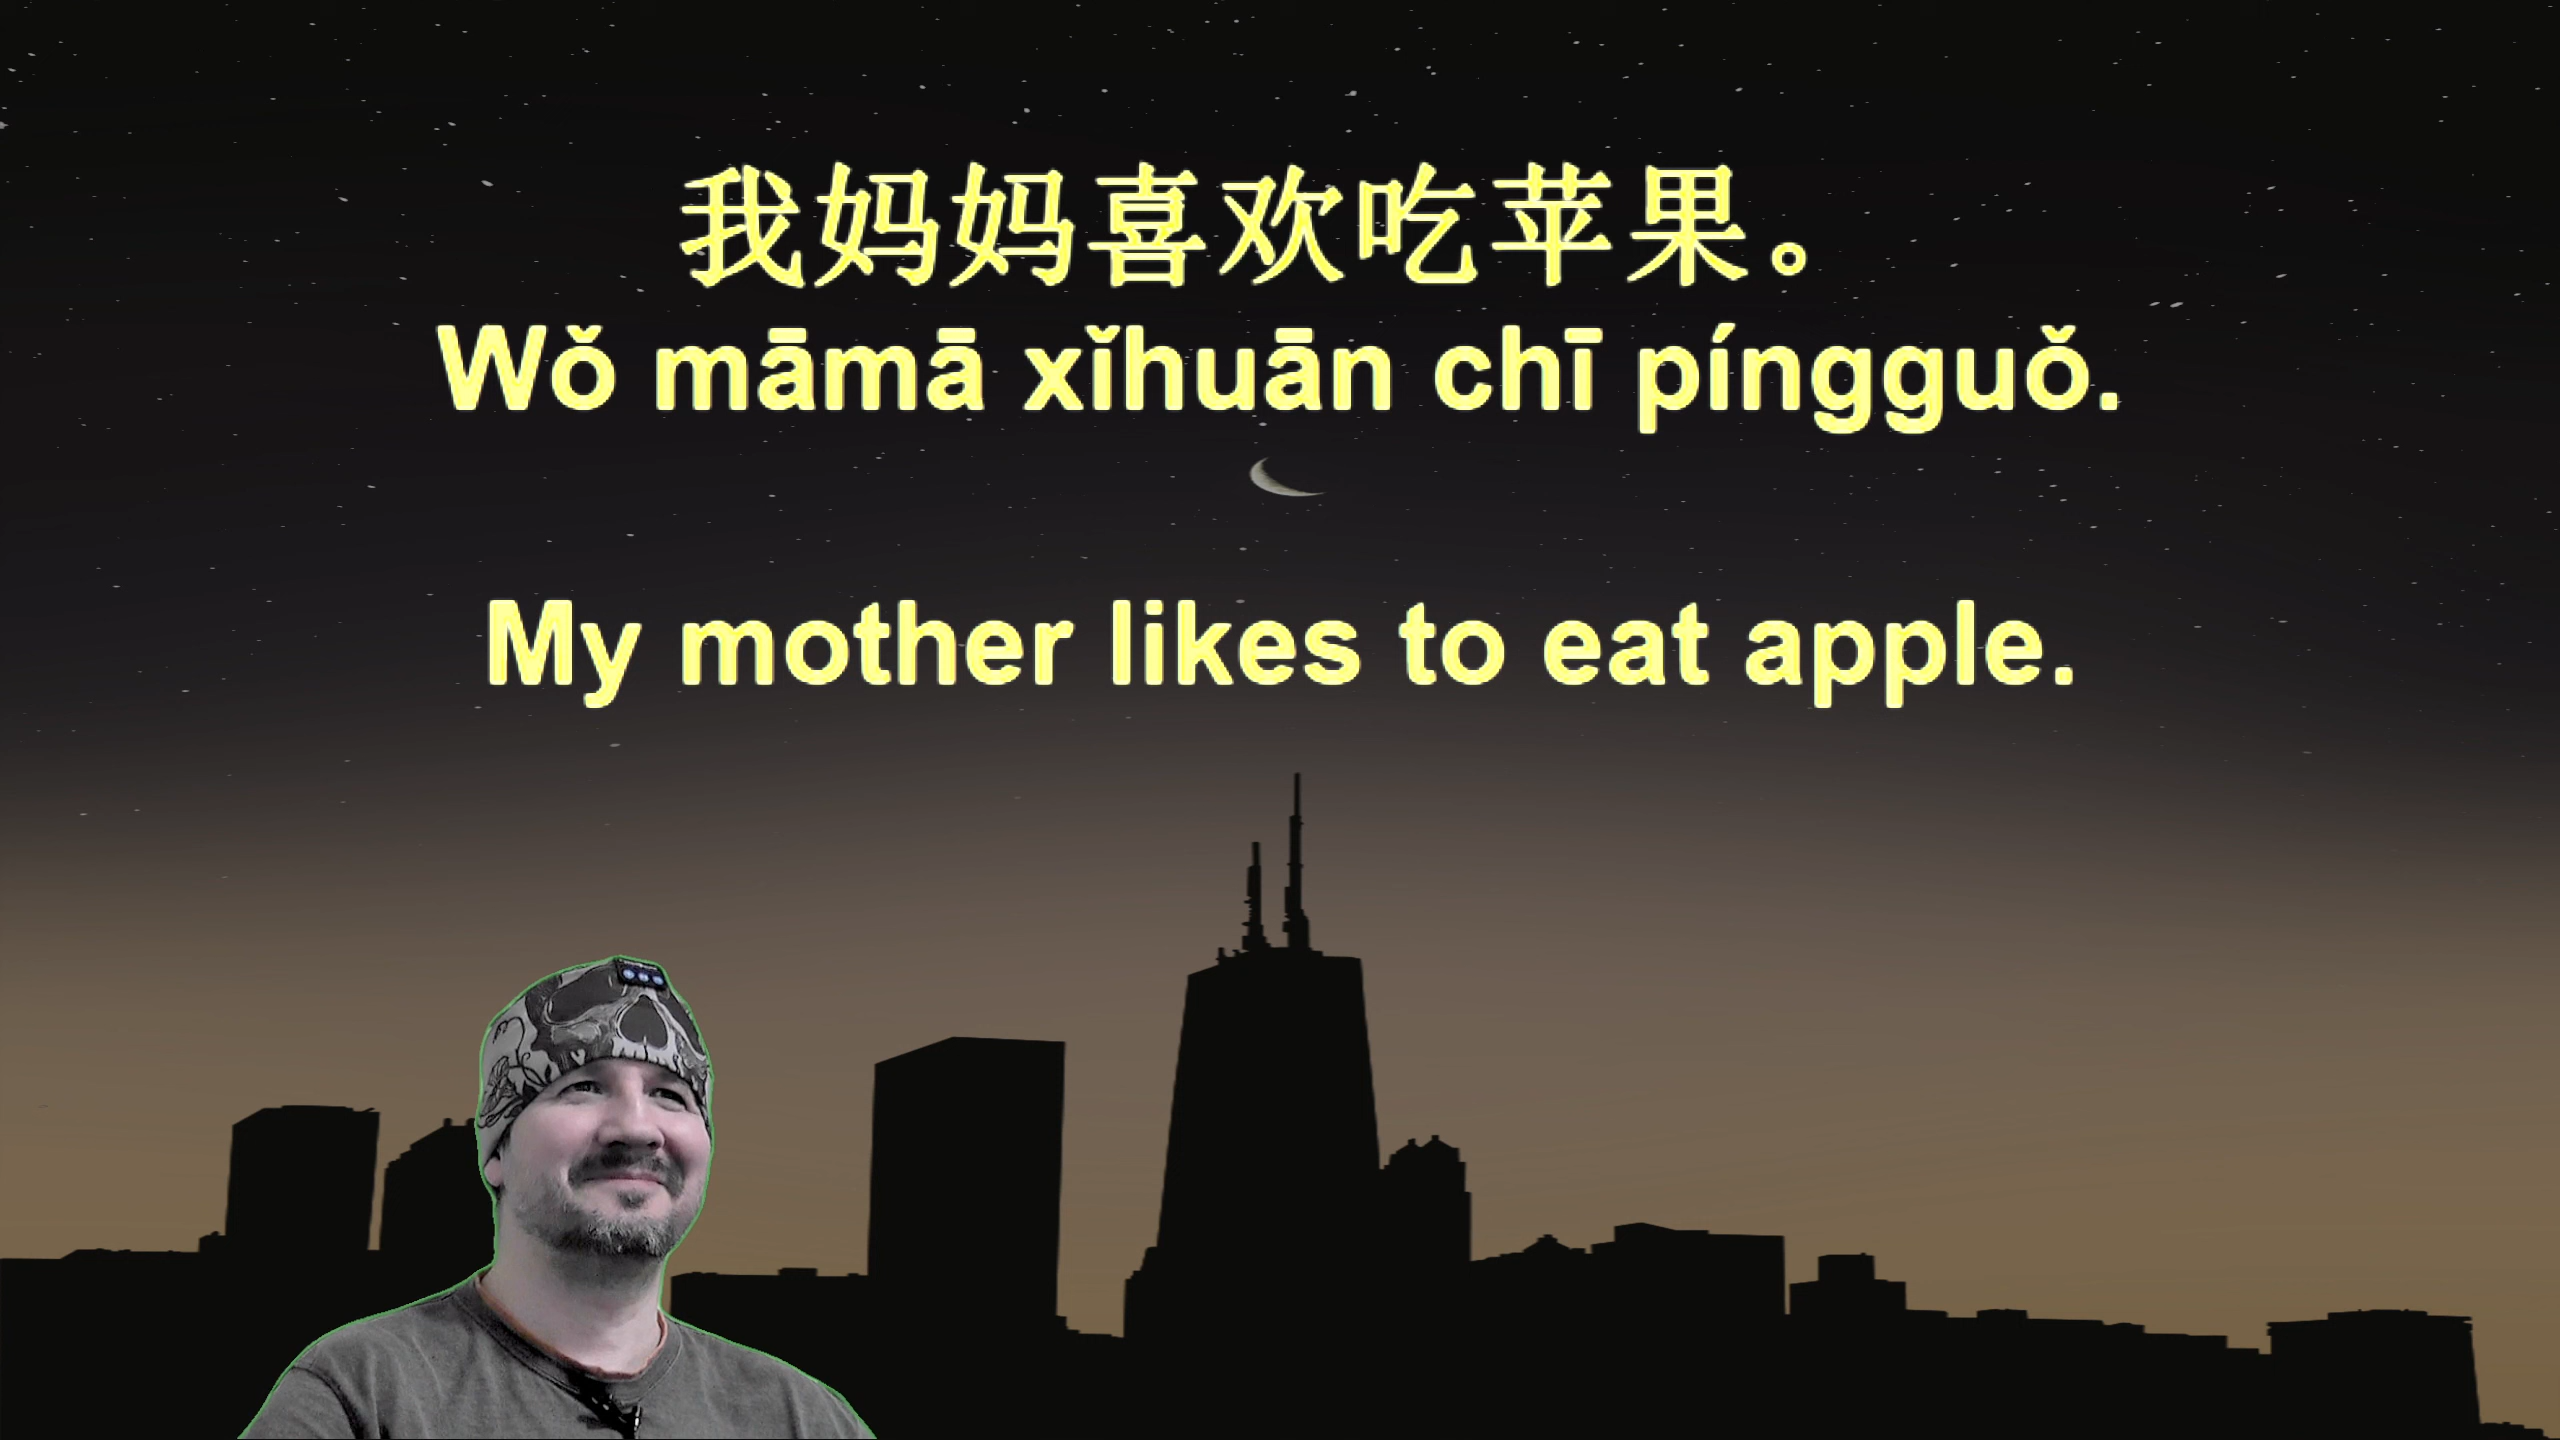 我妈妈喜欢吃苹果。
Wǒ māmā xǐhuān chī píngguǒ.
My mother likes to eat apple.